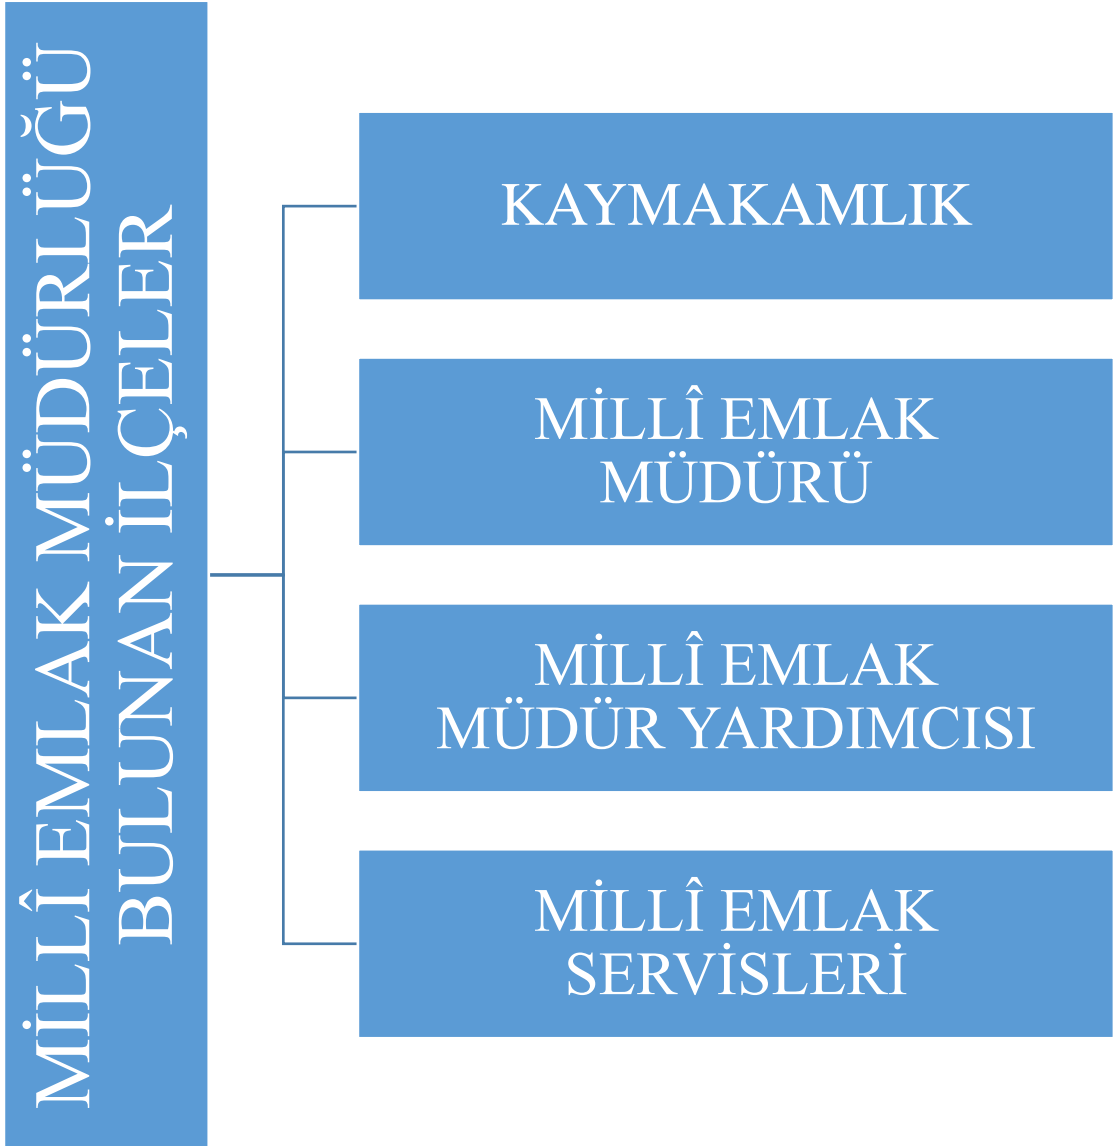 MİLLÎ EMLAK MÜDÜRLÜĞÜ
BULUNAN İLÇELER
KAYMAKAMLIK
MİLLÎ EMLAK
MÜDÜRÜ
MİLLÎ EMLAK
MÜDÜR YARDIMCISI
MİLLÎ EMLAK
SERVİSLERİ